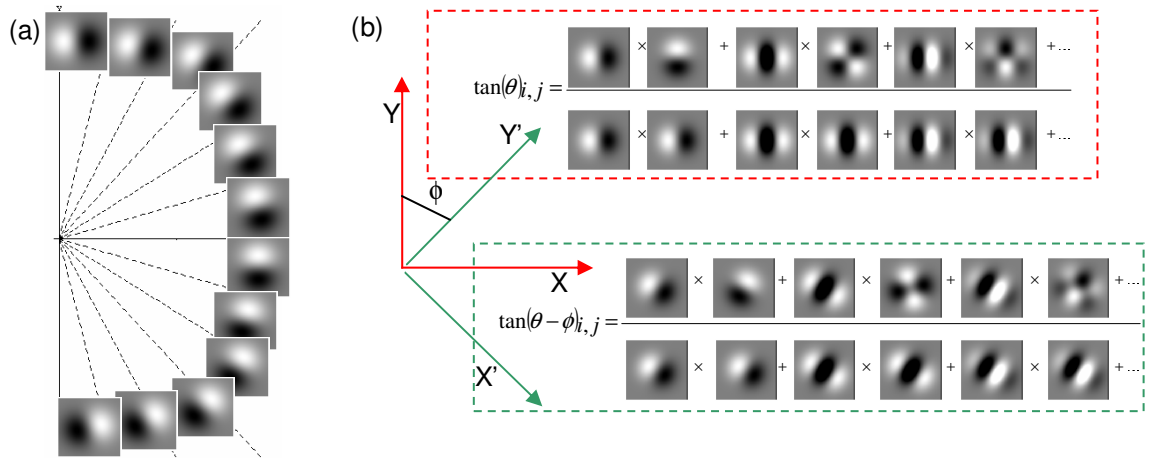 (a)
Y
(b)
× + × + × +...
tan(θ)i, j =
× + × + × +...
Y
Y'
ϕ
X
X'
× + × + × +...
tan(θ − ϕ)i, j =
× + × + × +...